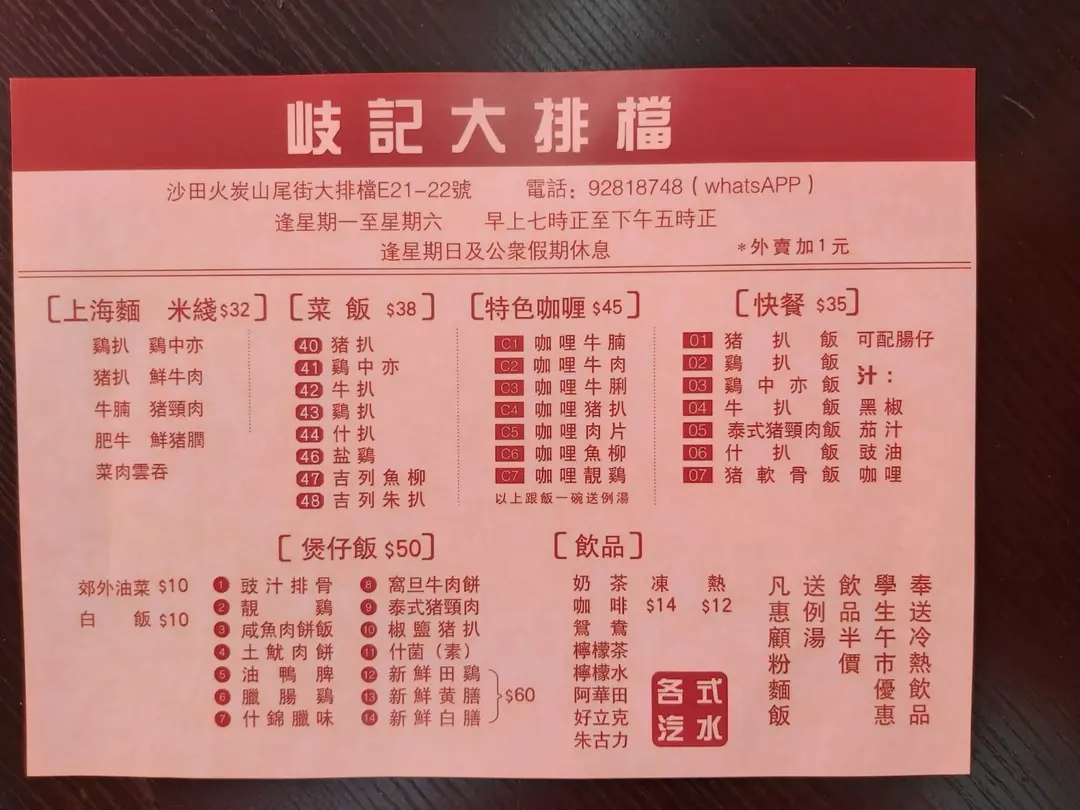 岐記大排檔
沙田火炭山尾街大排檔E21-22號 電話：92818748（whatsAPP）
逢星期一至星期六 早上七時正至下午五時正
逢星期日及公衆假期休息 *外賣加1元
[上海麵 米綫$32]
鷄扒 鷄中亦
猪扒 鮮牛肉
牛腩 猪頸肉
肥牛 鮮猪膶
菜肉雲吞
[菜飯 $38]
40 猪扒
41 鷄中亦
42 牛扒
43 鷄扒
44 什扒
46 盐鷄
47 吉列魚柳
48 吉列朱扒
[特色咖喱 $45]
C1 咖哩牛腩
C2 咖哩牛肉
C3 咖哩牛脷
C4 咖哩猪扒
C5 咖哩肉片
C6 咖哩魚柳
C7 咖哩靚鷄
以上跟飯一碗送例湯
[快餐 $35]
01 猪扒飯
02 鷄扒飯
03 鷄中亦飯
04 牛扒飯
05 泰式猪頸肉飯
06 什扒飯
07 猪軟骨飯
可配腸仔
汁：
黑椒
茄汁
豉油
咖哩
[煲仔飯 $50]
郊外油菜 $10
白飯 $10
1 豉汁排骨
2 靚鷄
3 咸魚肉餅飯
4 土魷肉餅
5 油鴨脾
6 臘腸鷄
7 什錦臘味
8 窩旦牛肉餅
9 泰式猪頸肉
10 椒鹽猪扒
11 什菌（素）
12 新鮮田鷄
13 新鮮黄膳
14 新鮮白膳
$60
[飲品]
凍 熱
$14 $12
奶茶
咖啡
鴛鴦
檸檬茶
檸檬水
阿華田
好立克
朱古力
各式
汽水
奉送冷熱飲品
學生午市優惠
飲品半價
送例湯
凡惠顧粉麵飯